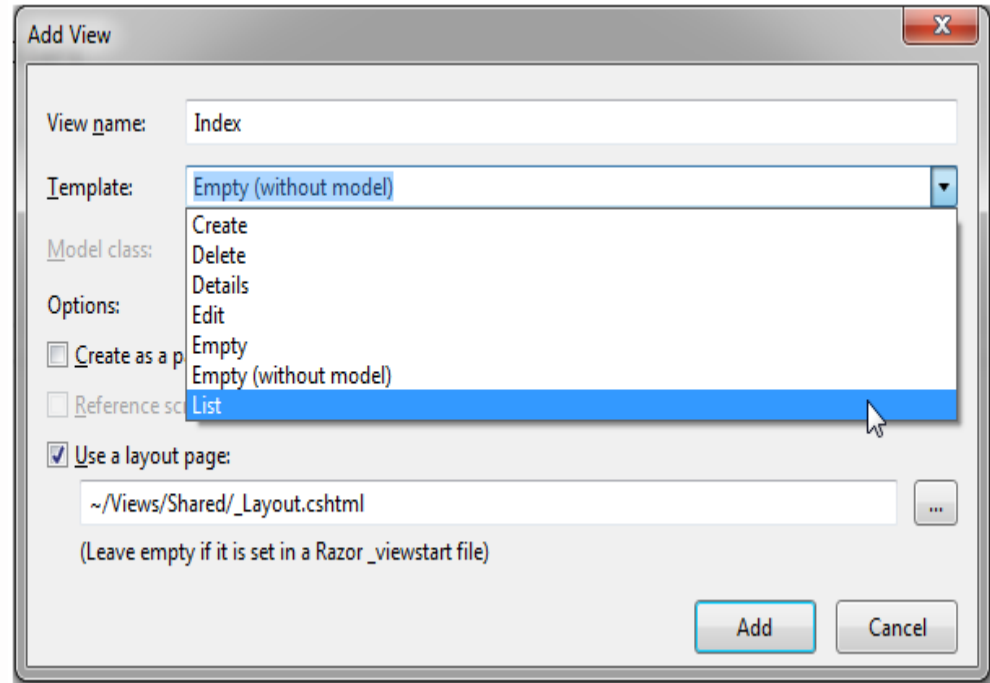 Add View
View name: Index
Template: Empty (without model)
Create
Model class:
Delete
Details
Options:
Edit
Empty
Create as a p
Empty (without model)
Reference scr
List
Use a layout page:
~/Views/Shared/_Layout.cshtml
...
(Leave empty if it is set in a Razor _viewstart file)
Add Cancel